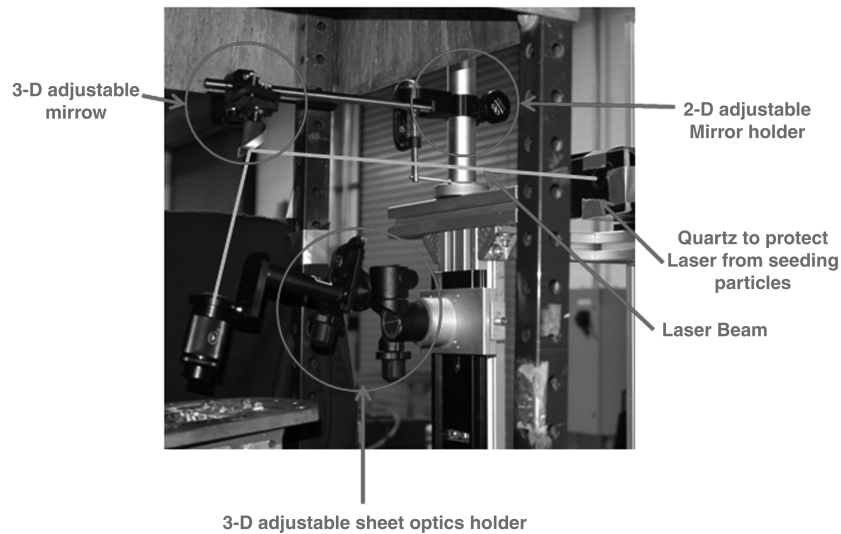 3-D adjustable
mirrow
2-D adjustable
Mirror holder
Quartz to protect
Laser from seeding
particles
Laser Beam
3-D adjustable sheet optics holder